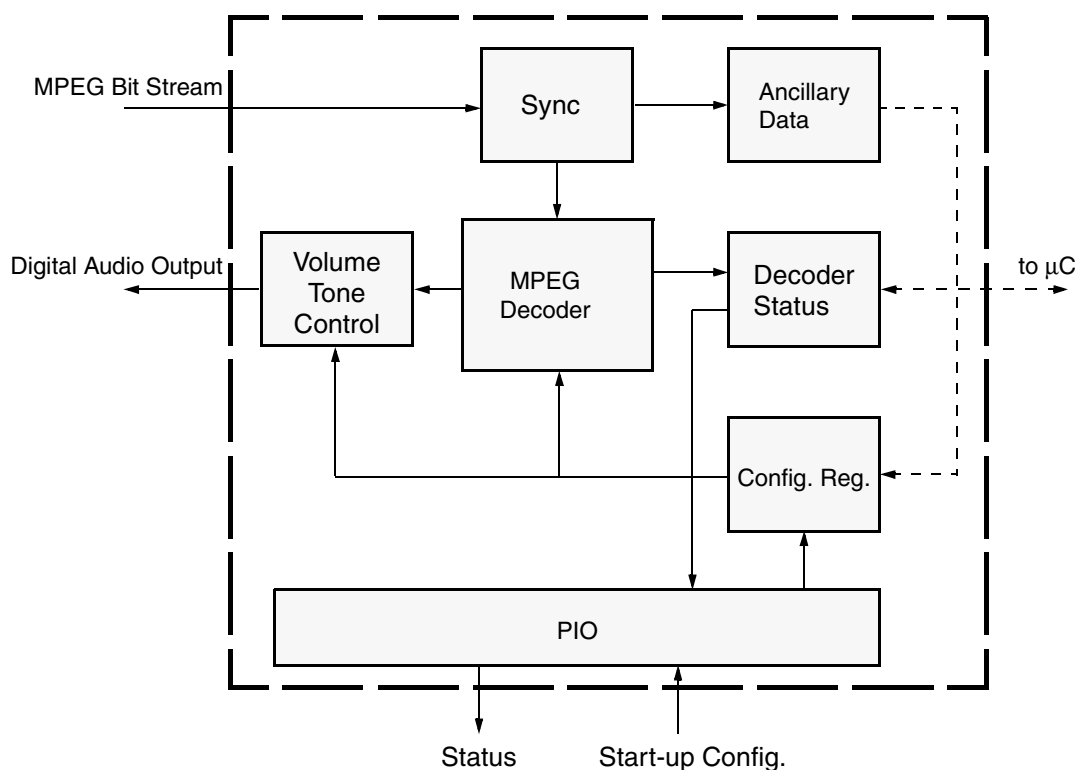 MPEG Bit Stream
Sync
Ancillary
Data
Digital Audio Output
Volume
Tone
Control
MPEG
Decoder
Decoder
Status
to μC
Config. Reg.
PIO
Status
Start-up Config.